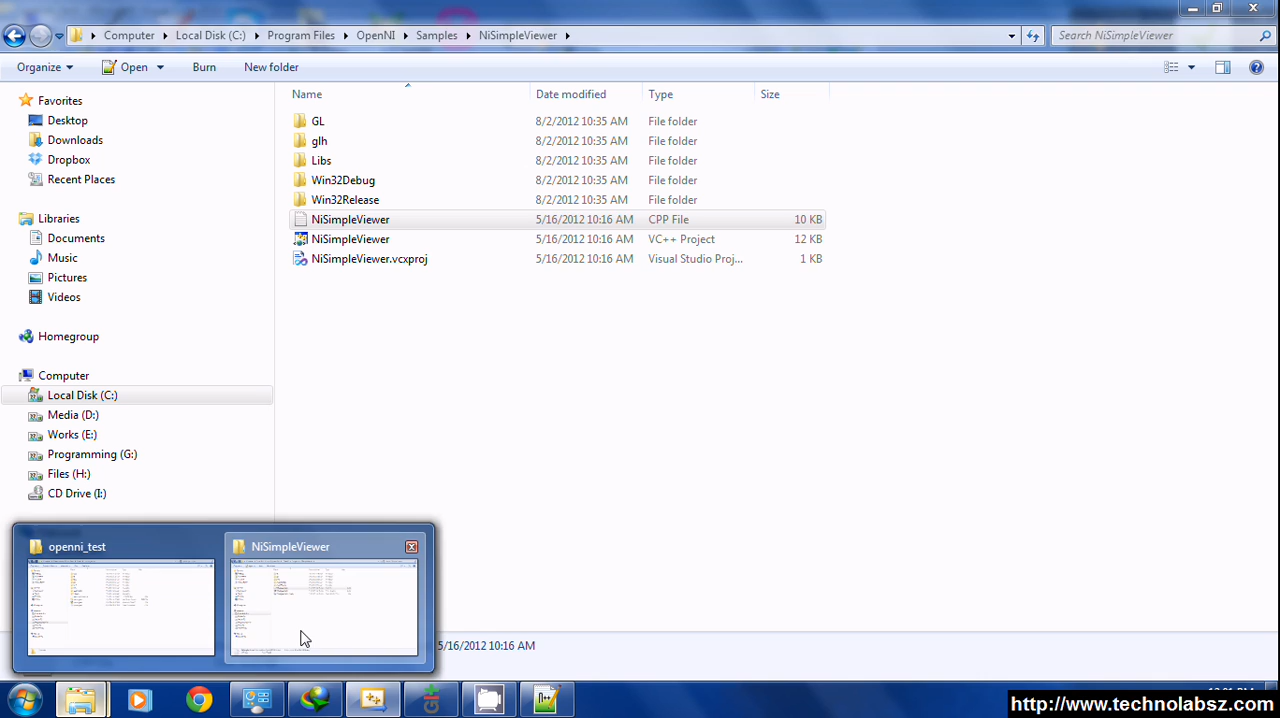 Computer Local Disk (C:) Program Files OpenNI Samples NiSimpleViewer Search NiSimpleViewer
Organize Open Burn New folder
Name Date modified Type Size
Favorites
Desktop
Downloads
Dropbox
Recent Places
Libraries
Documents
Music
Pictures
Videos
Homegroup
Computer
Local Disk (C:)
Media (D:)
Works (E:)
Programming (G:)
Files (H:)
CD Drive (I:)
GL 8/2/2012 10:35 AM File folder
glh 8/2/2012 10:35 AM File folder
Libs 8/2/2012 10:35 AM File folder
Win32Debug 8/2/2012 10:35 AM File folder
Win32Release 8/2/2012 10:35 AM File folder
NiSimpleViewer 5/16/2012 10:16 AM CPP File 10 KB
NiSimpleViewer 5/16/2012 10:16 AM VC++ Project 12 KB
NiSimpleViewer.vcxproj 5/16/2012 10:16 AM Visual Studio Proj... 1 KB
openni_test NiSimpleViewer
5/16/2012 10:16 AM
http://www.technolabsz.com